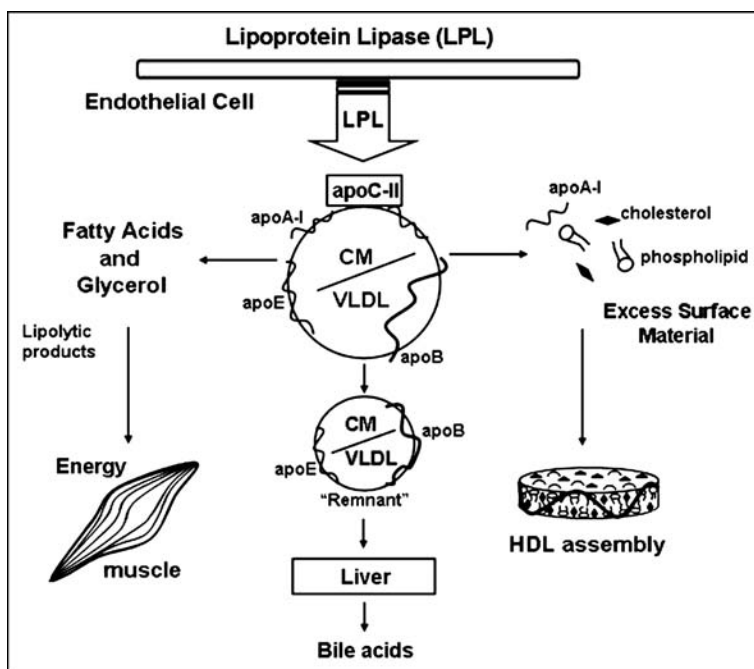 Lipoprotein Lipase (LPL)
Endothelial Cell
LPL
apoC-II
apoA-I
CM
VLDL
apoE
apoB
Fatty Acids
and
Glycerol
Lipolytic
products
Energy
muscle
apoA-I
cholesterol
phospholipid
Excess Surface
Material
HDL assembly
CM
VLDL
apoB
apoE
“Remnant”
Liver
Bile acids